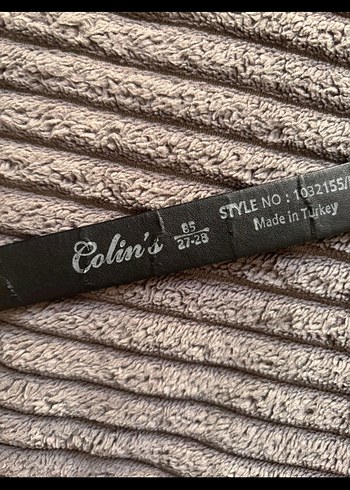 Colin's
85
27-28
STYLE NO : 1032155/
Made in Turkey